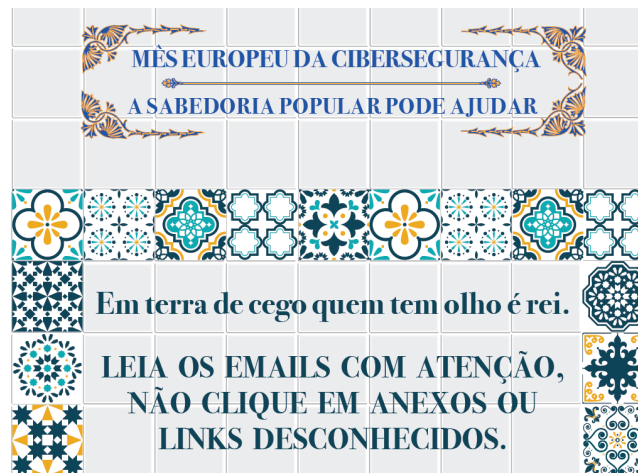 MÊS EUROPEU DA CIBERSEGURANÇA
A SABEDORIA POPULAR PODE AJUDAR
Em terra de cego quem tem olho é rei.
LEIA OS EMAILS COM ATENÇÃO,
NÃO CLIQUE EM ANEXOS OU
LINKS DESCONHECIDOS.